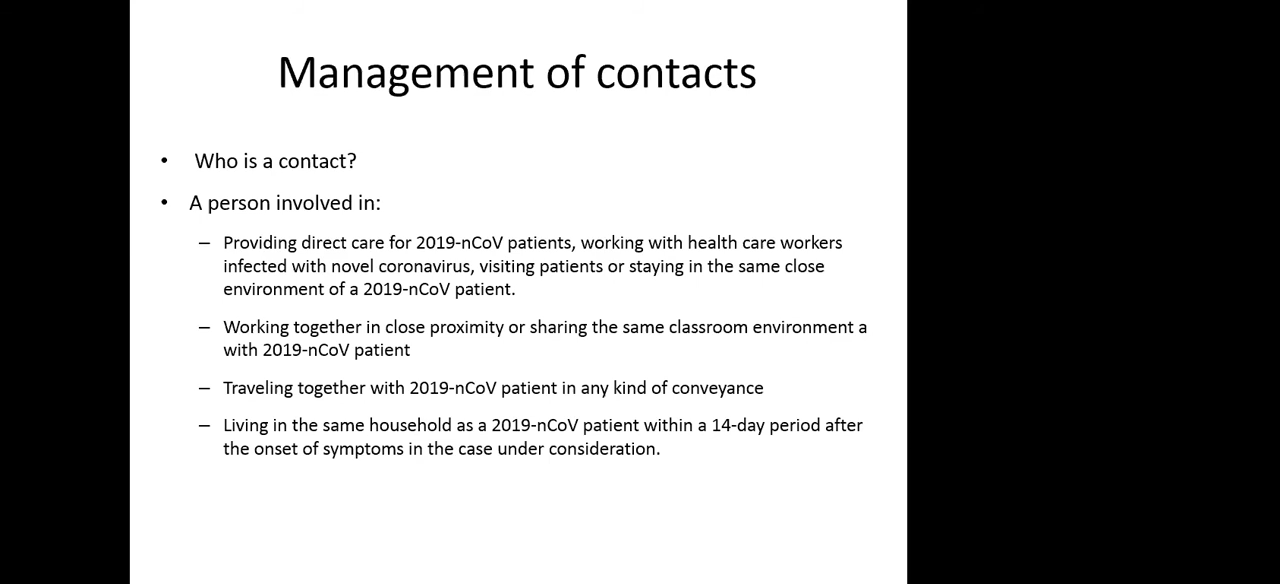 Management of contacts
• Who is a contact?
• A person involved in:
– Providing direct care for 2019-nCoV patients, working with health care workers
infected with novel coronavirus, visiting patients or staying in the same close
environment of a 2019-nCoV patient.
– Working together in close proximity or sharing the same classroom environment a
with 2019-nCoV patient
– Traveling together with 2019-nCoV patient in any kind of conveyance
– Living in the same household as a 2019-nCoV patient within a 14-day period after
the onset of symptoms in the case under consideration.